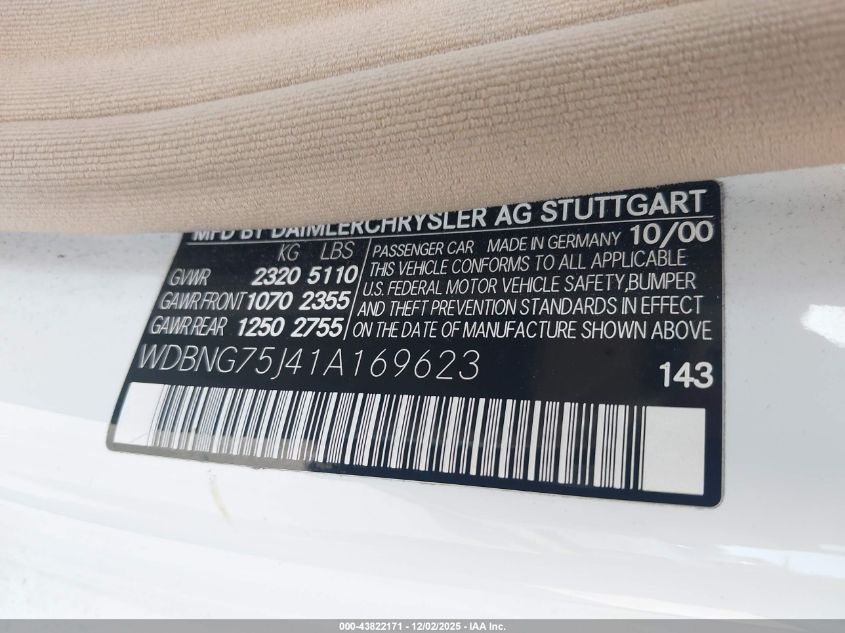 MFD BY DAIMLERCHRYSLER AG STUTTGART
KG LBS
GVWR 2320 5110
GAWR FRONT 1070 2355
GAWR REAR 1250 2755
PASSENGER CAR MADE IN GERMANY 10/00
THIS VEHICLE CONFORMS TO ALL APPLICABLE
U.S. FEDERAL MOTOR VEHICLE SAFETY,BUMPER
AND THEFT PREVENTION STANDARDS IN EFFECT
ON THE DATE OF MANUFACTURE SHOWN ABOVE
WDBNG75J41A169623
143
000-43822171 - 12/02/2025 - IAA Inc.